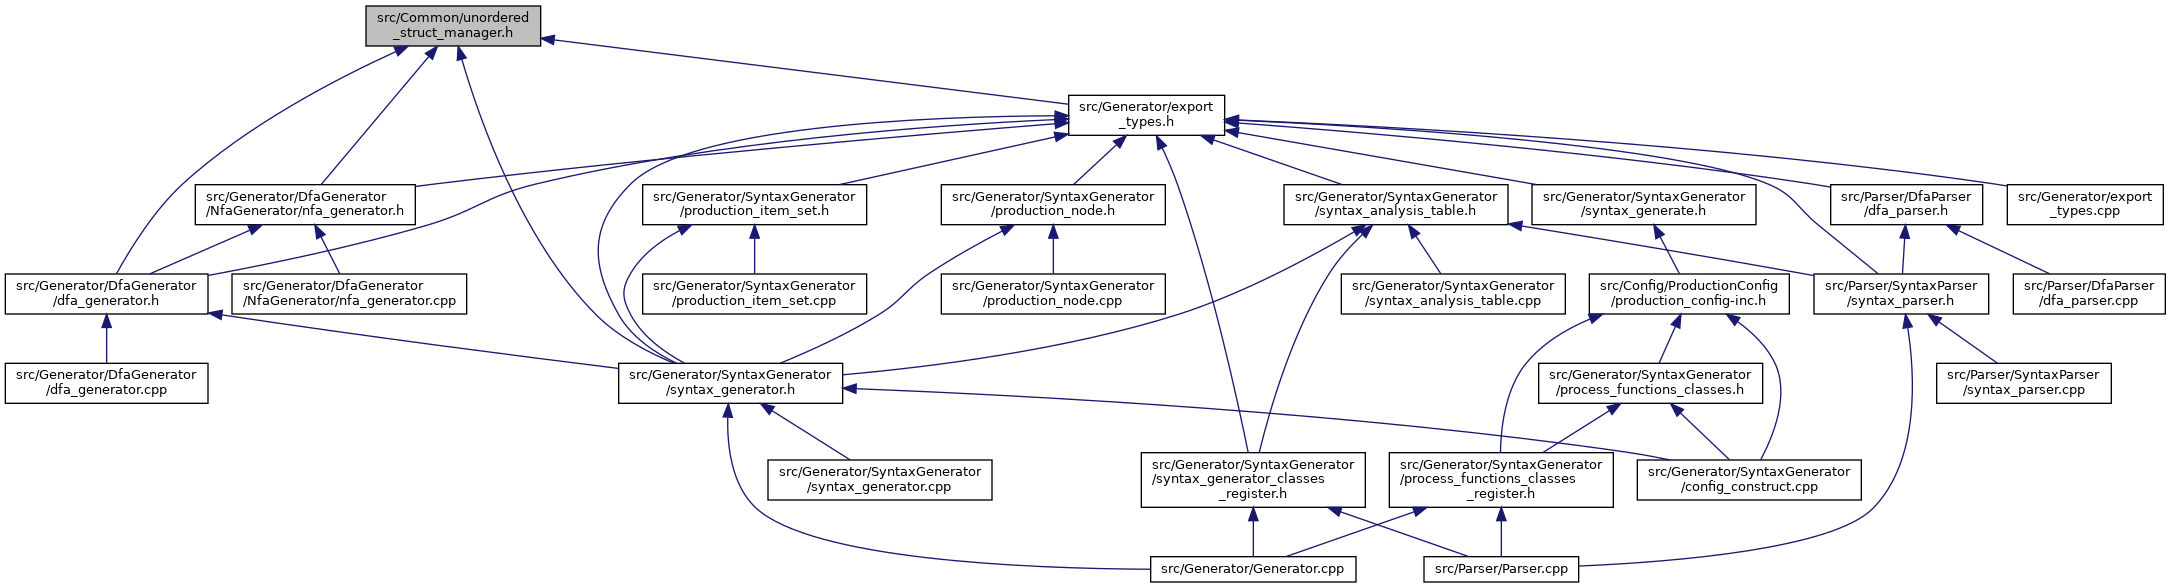 src/Common/unordered
_struct_manager.h
src/Generator/export
_types.h
src/Generator/DfaGenerator
/NfaGenerator/nfa_generator.h
src/Generator/SyntaxGenerator
/production_item_set.h
src/Generator/SyntaxGenerator
/production_node.h
src/Generator/SyntaxGenerator
/syntax_analysis_table.h
src/Generator/SyntaxGenerator
/syntax_generate.h
src/Parser/DfaParser
/dfa_parser.h
src/Generator/export
_types.cpp
src/Generator/DfaGenerator
/dfa_generator.h
src/Generator/DfaGenerator
/NfaGenerator/nfa_generator.cpp
src/Generator/SyntaxGenerator
/production_item_set.cpp
src/Generator/SyntaxGenerator
/production_node.cpp
src/Generator/SyntaxGenerator
/syntax_analysis_table.cpp
src/Config/ProductionConfig
/production_config-inc.h
src/Parser/SyntaxParser
/syntax_parser.h
src/Parser/DfaParser
/dfa_parser.cpp
src/Generator/DfaGenerator
/dfa_generator.cpp
src/Generator/SyntaxGenerator
/syntax_generator.h
src/Generator/SyntaxGenerator
/process_functions_classes.h
src/Parser/SyntaxParser
/syntax_parser.cpp
src/Generator/SyntaxGenerator
/syntax_generator.cpp
src/Generator/SyntaxGenerator
/syntax_generator_classes
_register.h
src/Generator/SyntaxGenerator
/process_functions_classes
_register.h
src/Generator/SyntaxGenerator
/config_construct.cpp
src/Generator/Generator.cpp
src/Parser/Parser.cpp